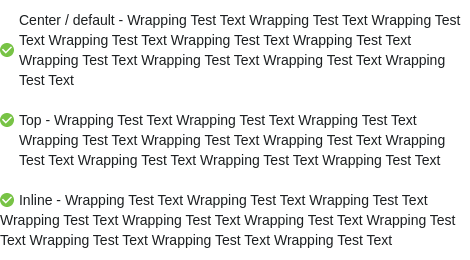 Center / default - Wrapping Test Text Wrapping Test Text Wrapping Test
Text Wrapping Test Text Wrapping Test Text Wrapping Test Text
Wrapping Test Text Wrapping Test Text Wrapping Test Text Wrapping
Test Text
Top - Wrapping Test Text Wrapping Test Text Wrapping Test Text
Wrapping Test Text Wrapping Test Text Wrapping Test Text Wrapping
Test Text Wrapping Test Text Wrapping Test Text Wrapping Test Text
Inline - Wrapping Test Text Wrapping Test Text Wrapping Test Text
Wrapping Test Text Wrapping Test Text Wrapping Test Text Wrapping Test
Text Wrapping Test Text Wrapping Test Text Wrapping Test Text